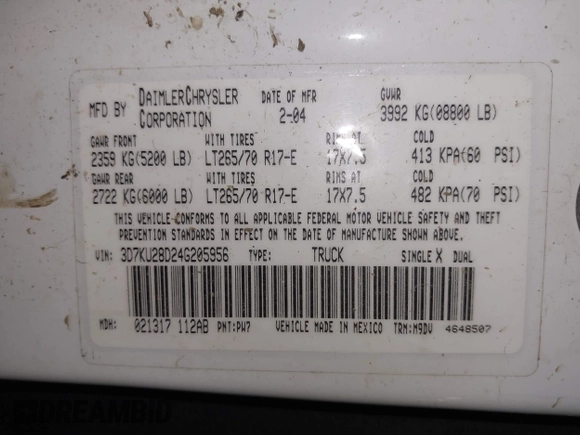 MFD BY DAIMLERCHRYSLER CORPORATION DATE OF MFR 2-04 GVWR 3992 KG(08800 LB)
GAWR FRONT WITH TIRES RIMS AT COLD
2359 KG(5200 LB) LT265/70 R17-E 17X7.5 413 KPA(60 PSI)
GAWR REAR WITH TIRES RIMS AT COLD
2722 KG(6000 LB) LT265/70 R17-E 17X7.5 482 KPA(70 PSI)
THIS VEHICLE CONFORMS TO ALL APPLICABLE FEDERAL MOTOR VEHICLE SAFETY AND THEFT
PREVENTION STANDARDS IN EFFECT ON THE DATE OF MANUFACTURE SHOWN ABOVE.
VIN: 3D7KU28D24G205956 TYPE: TRUCK SINGLE X DUAL
MDH: 021317 112AB PNT:PW7 VEHICLE MADE IN MEXICO TRM:M9DV 4648507
DREAMBID